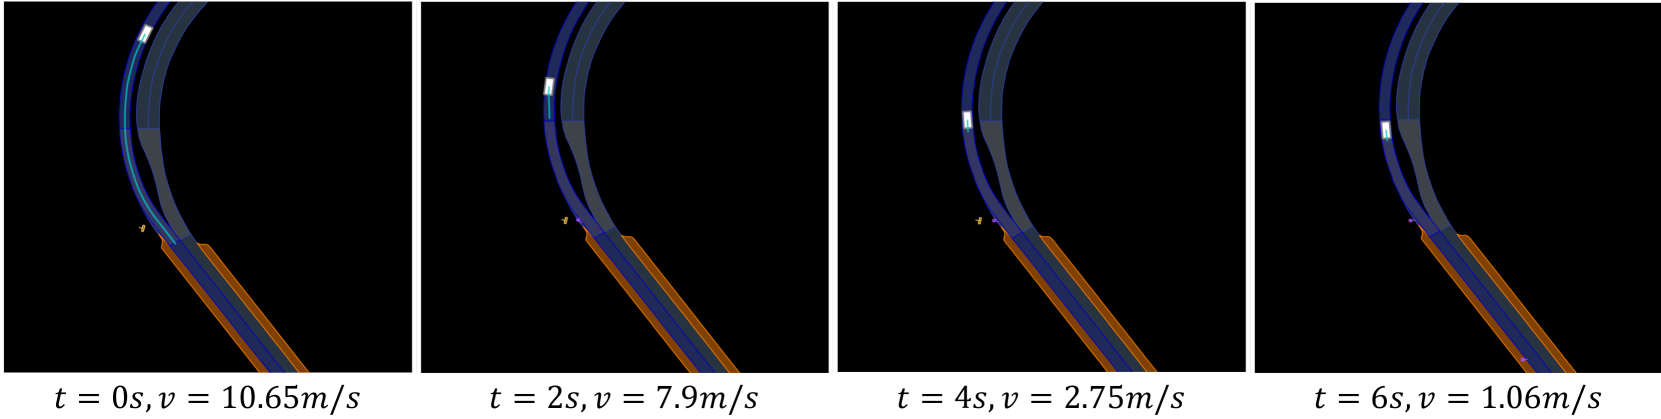 t = 0s, v = 10.65m/s
t = 2s, v = 7.9m/s
t = 4s, v = 2.75m/s
t = 6s, v = 1.06m/s